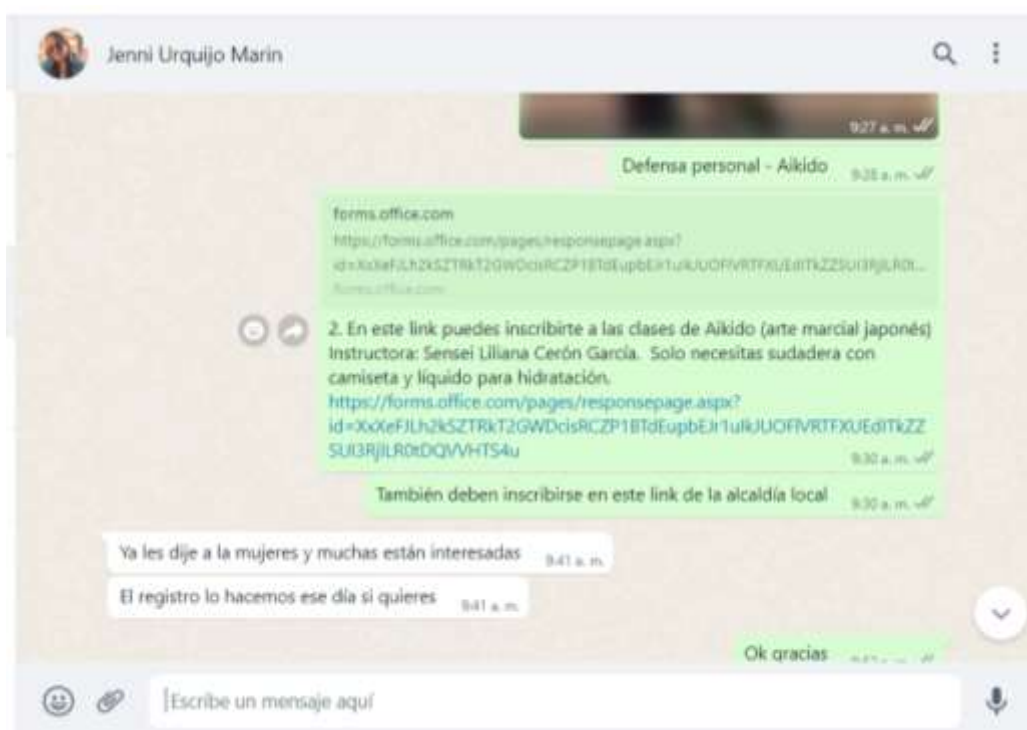 Jenni Urquijo Marin
9:27 a. m.
Defensa personal - Aikido
9:28 a. m.
forms.office.com
https://forms.office.com/pages/responsepage.aspx?
forms.office.com
2. En este link puedes inscribirte a las clases de Aikido (arte marcial japonés)
Instructora: Sensei Liliana Cerón García. Solo necesitas sudadera con
camiseta y líquido para hidratación.
https://forms.office.com/pages/responsepage.aspx?
9:30 a. m.
También deben inscribirse en este link de la alcaldía local
9:30 a. m.
Ya les dije a la mujeres y muchas están interesadas
9:41 a. m.
El registro lo hacemos ese día si quieres
9:41 a. m.
Ok gracias
Escribe un mensaje aquí